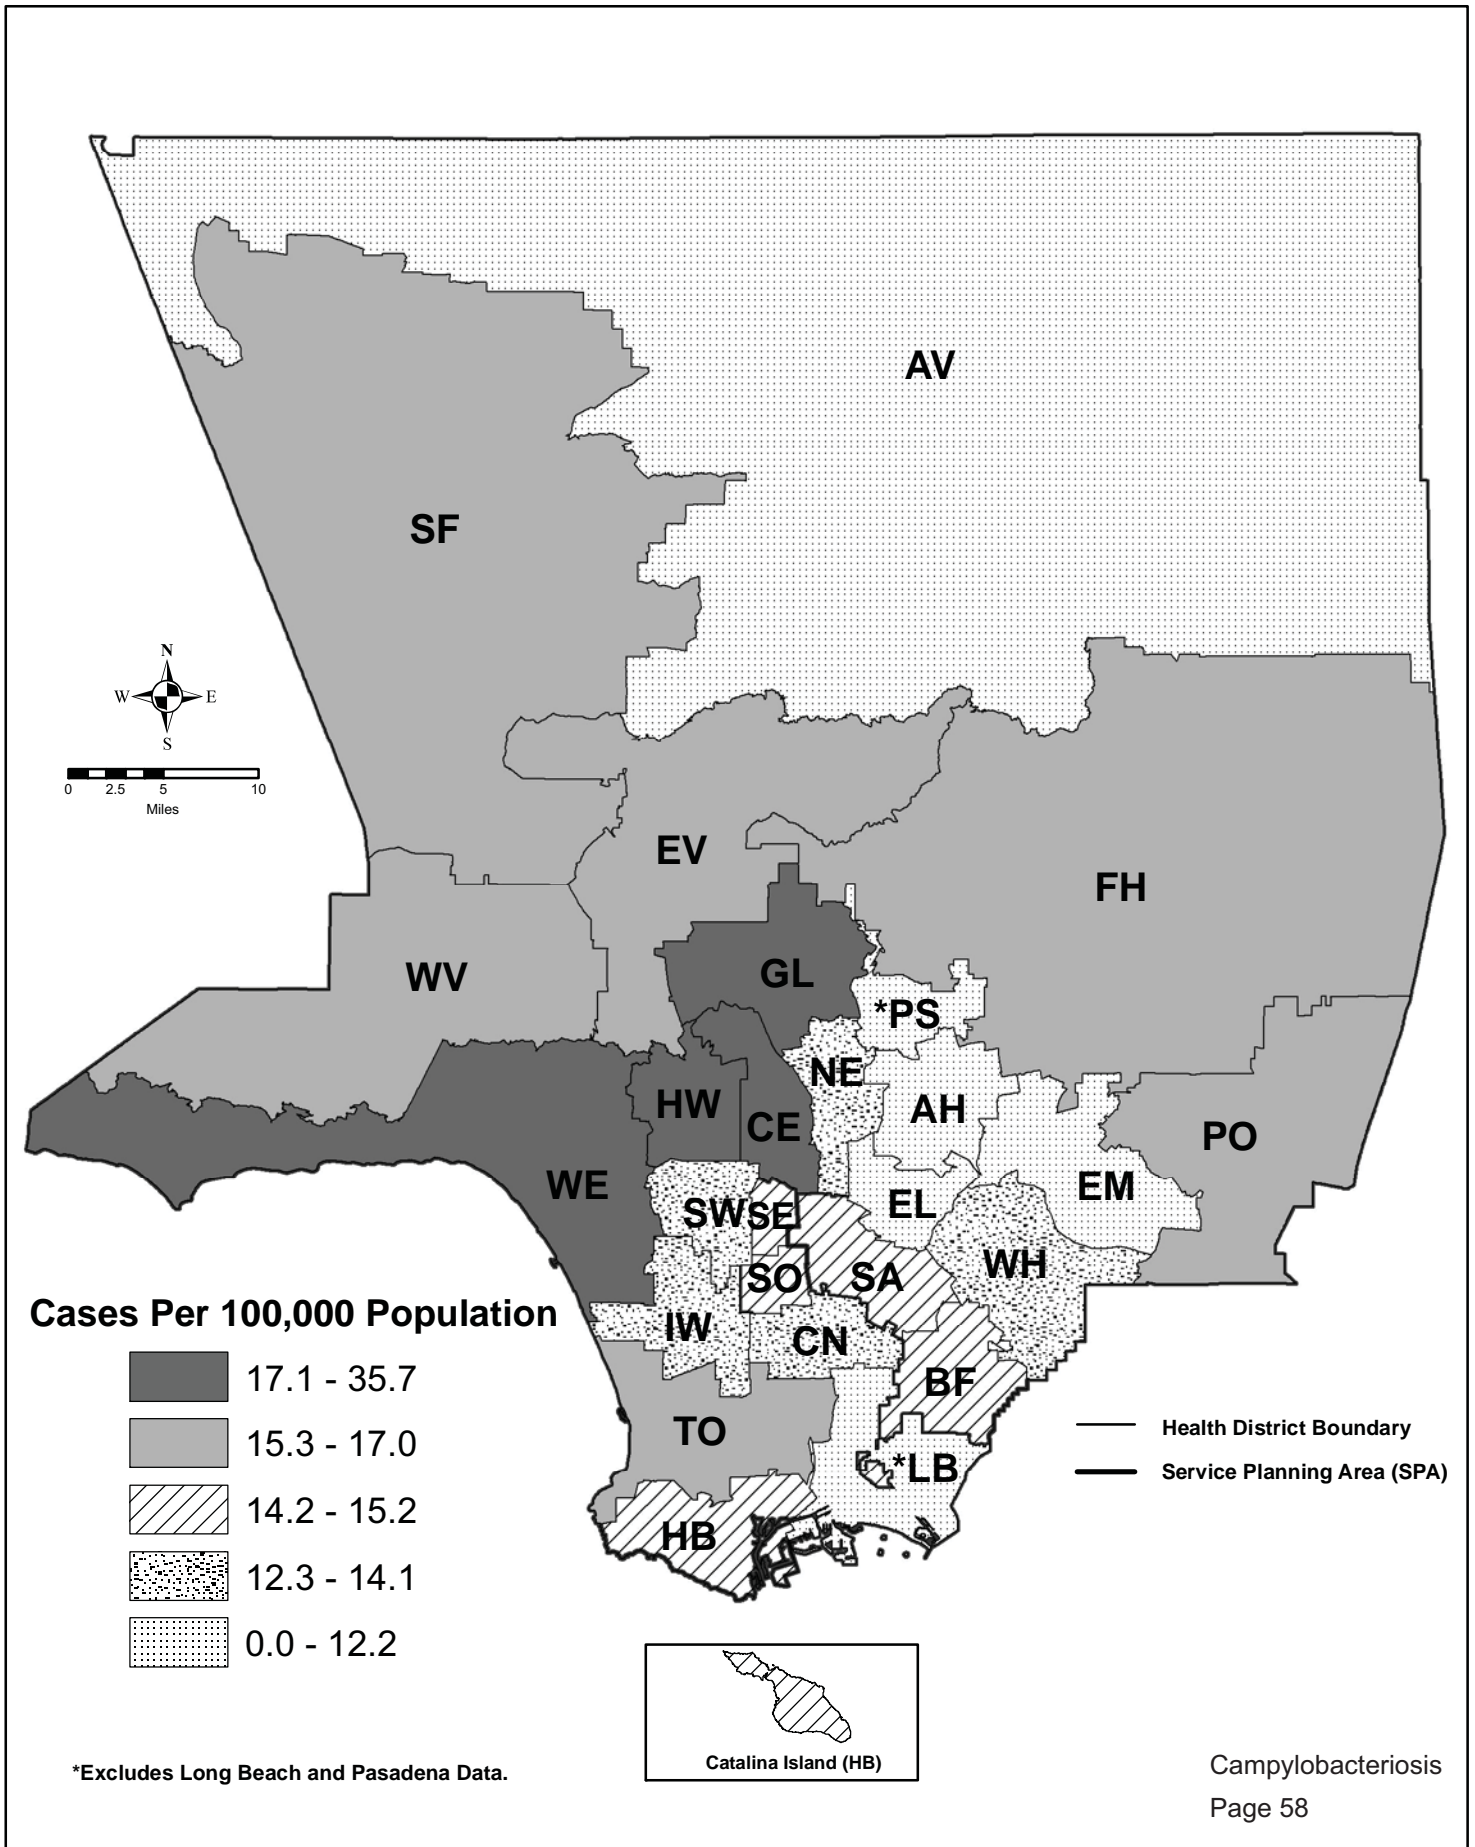 AV
SF
N
W E
S
0 2.5 5 10
Miles
EV
FH
WV
GL
*PS
NE
HW
CE
AH
PO
WE
EM
EL
SW
SE
WH
SO
SA
Cases Per 100,000 Population
IW
CN
17.1 - 35.7
BF
15.3 - 17.0
TO
Health District Boundary
*LB
Service Planning Area (SPA)
14.2 - 15.2
HB
12.3 - 14.1
0.0 - 12.2
Catalina Island (HB)
*Excludes Long Beach and Pasadena Data.
Campylobacteriosis
Page 58